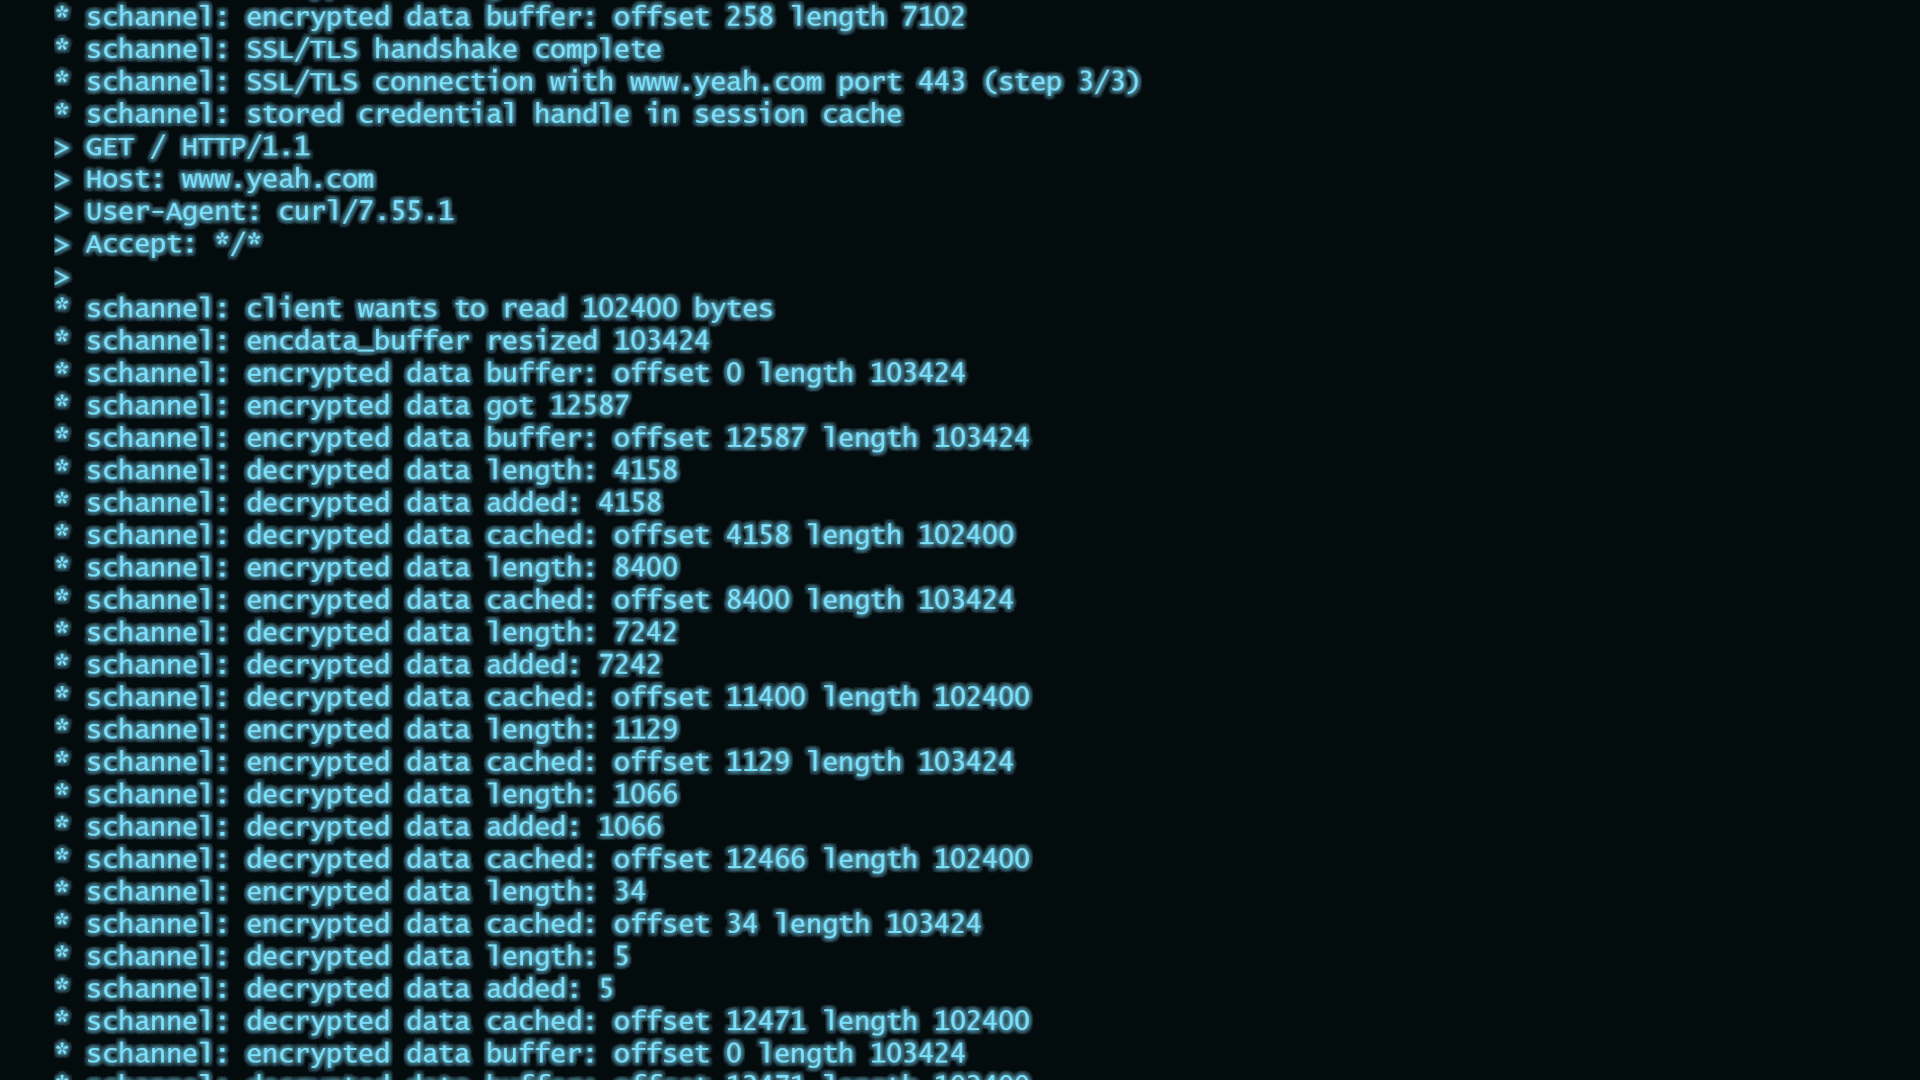 * schannel: encrypted data buffer: offset 258 length 7102
* schannel: SSL/TLS handshake complete
* schannel: SSL/TLS connection with www.yeah.com port 443 (step 3/3)
* schannel: stored credential handle in session cache
> GET / HTTP/1.1
> Host: www.yeah.com
> User-Agent: curl/7.55.1
> Accept: */*
>
* schannel: client wants to read 102400 bytes
* schannel: encdata_buffer resized 103424
* schannel: encrypted data buffer: offset 0 length 103424
* schannel: encrypted data got 12587
* schannel: encrypted data buffer: offset 12587 length 103424
* schannel: decrypted data length: 4158
* schannel: decrypted data added: 4158
* schannel: decrypted data cached: offset 4158 length 102400
* schannel: encrypted data length: 8400
* schannel: encrypted data cached: offset 8400 length 103424
* schannel: decrypted data length: 7242
* schannel: decrypted data added: 7242
* schannel: decrypted data cached: offset 11400 length 102400
* schannel: encrypted data length: 1129
* schannel: encrypted data cached: offset 1129 length 103424
* schannel: decrypted data length: 1066
* schannel: decrypted data added: 1066
* schannel: decrypted data cached: offset 12466 length 102400
* schannel: encrypted data length: 34
* schannel: encrypted data cached: offset 34 length 103424
* schannel: decrypted data length: 5
* schannel: decrypted data added: 5
* schannel: decrypted data cached: offset 12471 length 102400
* schannel: encrypted data buffer: offset 0 length 103424
* schannel: decrypted data buffer: offset 12471 length 102400